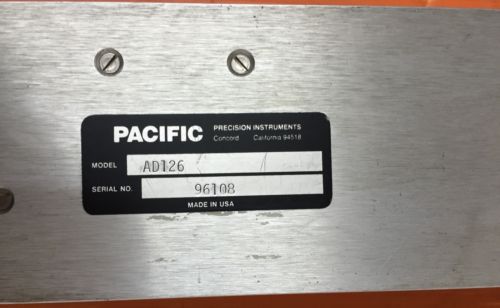 PACIFIC PRECISION INSTRUMENTS
Concord California 94518
MODEL AD126
SERIAL NO. 96108
MADE IN USA